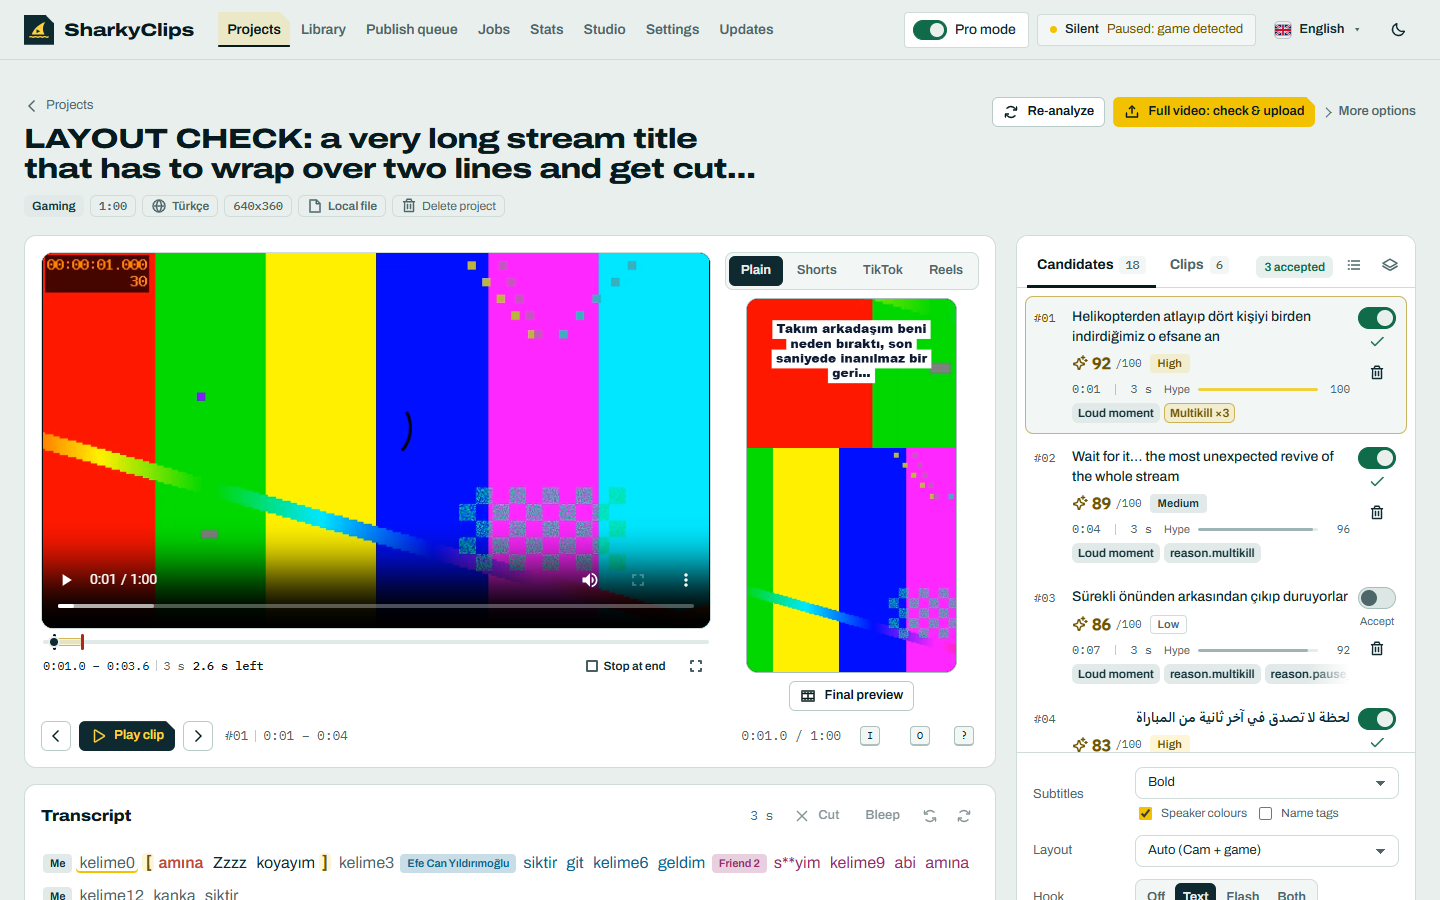 SharkyClips
Projects
Library
Publish queue
Jobs
Stats
Studio
Settings
Updates
Pro mode
Silent Paused: game detected
English
Projects
Re-analyze
Full video: check & upload
More options
LAYOUT CHECK: a very long stream title
that has to wrap over two lines and get cut...
Gaming
1:00
Türkçe
640x360
Local file
Delete project
00:00:01.000
30
0:01 / 1:00
0:01.0 – 0:03.6 | 3 s 2.6 s left
Stop at end
Play clip
#01 | 0:01 – 0:04
Plain
Shorts
TikTok
Reels
Takım arkadaşım beni
neden bıraktı, son
saniyede inanılmaz bir
geri...
Final preview
0:01.0 / 1:00
I
O
?
Candidates 18
Clips 6
3 accepted
#01
Helikopterden atlayıp dört kişiyi birden
indirdiğimiz o efsane an
92 /100 High
0:01 | 3 s Hype 100
Loud moment Multikill ×3
#02
Wait for it... the most unexpected revive of
the whole stream
89 /100 Medium
0:04 | 3 s Hype 96
Loud moment reason.multikill
#03
Sürekli önünden arkasından çıkıp duruyorlar
Accept
86 /100 Low
0:07 | 3 s Hype 92
Loud moment reason.multikill reason.pause
#04
لحظة لا تصدق في آخر ثانية من المباراة
83 /100 High
Subtitles
Bold
Speaker colours
Name tags
Layout
Auto (Cam + game)
Hook
Off Text Flash Both
Transcript
3 s
Cut
Bleep
Me kelime0 [ amına Zzzz koyayım ] kelime3 Efe Can Yıldırımoğlu siktir git kelime6 geldim Friend 2 s**yim kelime9 abi amına
Me kelime12 kanka siktir